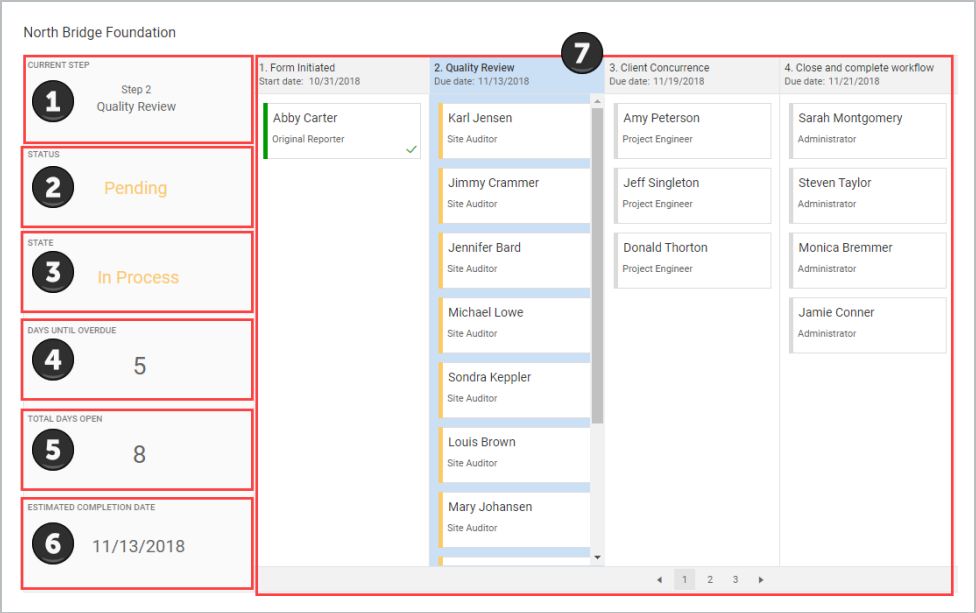 North Bridge Foundation
CURRENT STEP
1
Step 2
Quality Review
STATUS
2
Pending
STATE
3
In Process
DAYS UNTIL OVERDUE
4
5
TOTAL DAYS OPEN
5
8
ESTIMATED COMPLETION DATE
6
11/13/2018
7
1. Form Initiated
Start date: 10/31/2018
Abby Carter
Original Reporter
2. Quality Review
Due date: 11/13/2018
Karl Jensen
Site Auditor
Jimmy Crammer
Site Auditor
Jennifer Bard
Site Auditor
Michael Lowe
Site Auditor
Sondra Keppler
Site Auditor
Louis Brown
Site Auditor
Mary Johansen
Site Auditor
3. Client Concurrence
Due date: 11/19/2018
Amy Peterson
Project Engineer
Jeff Singleton
Project Engineer
Donald Thorton
Project Engineer
4. Close and complete workflow
Due date: 11/21/2018
Sarah Montgomery
Administrator
Steven Taylor
Administrator
Monica Bremmer
Administrator
Jamie Conner
Administrator
1 2 3